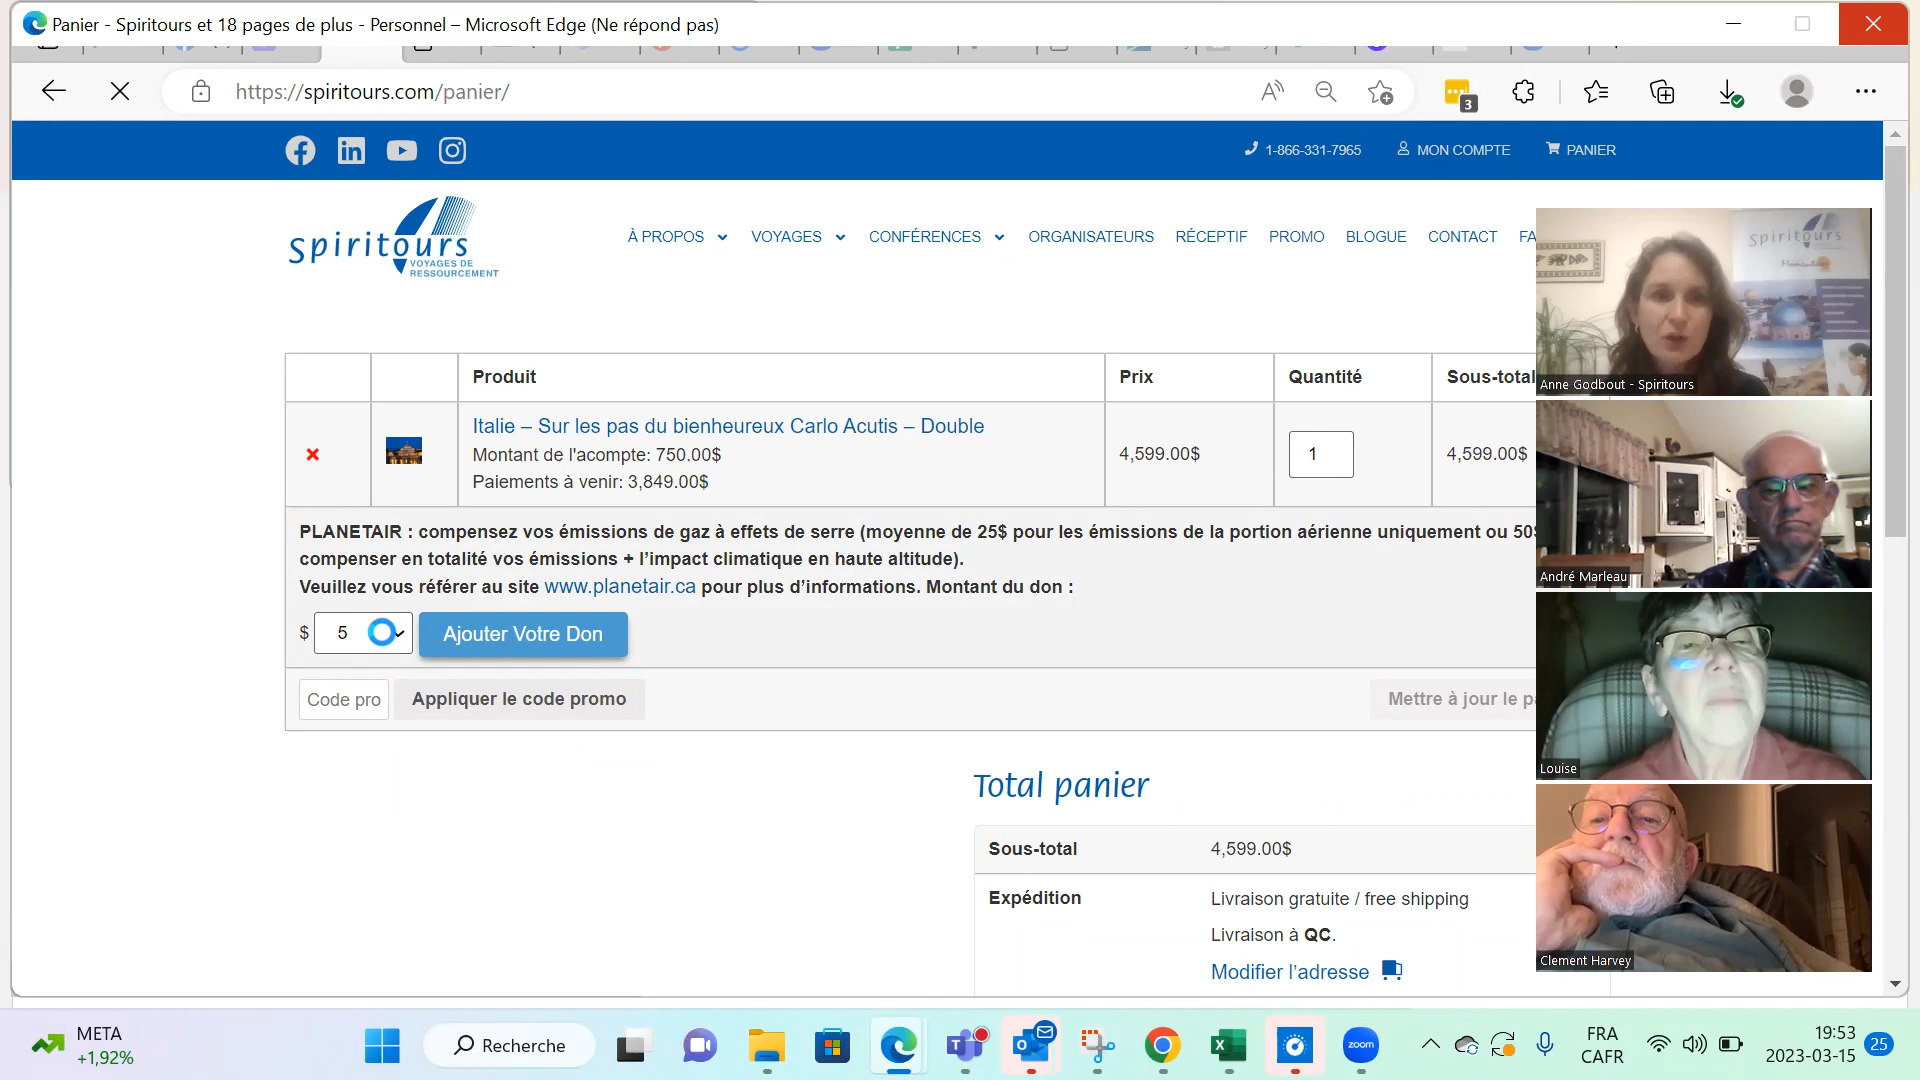 Panier - Spiritours et 18 pages de plus - Personnel – Microsoft Edge (Ne répond pas)
https://spiritours.com/panier/
3
1-866-331-7965
MON COMPTE
PANIER
spiritours
VOYAGES DE
RESSOURCEMENT
À PROPOS
VOYAGES
CONFÉRENCES
ORGANISATEURS
RÉCEPTIF
PROMO
BLOGUE
CONTACT
FA
spiritours
Anne Godbout - Spiritours
Produit
Prix
Quantité
Sous-total
Italie – Sur les pas du bienheureux Carlo Acutis – Double
Montant de l'acompte: 750.00$
Paiements à venir: 3,849.00$
4,599.00$
1
4,599.00$
PLANETAIR : compensez vos émissions de gaz à effets de serre (moyenne de 25$ pour les émissions de la portion aérienne uniquement ou 50$
compenser en totalité vos émissions + l’impact climatique en haute altitude).
Veuillez vous référer au site www.planetair.ca pour plus d’informations. Montant du don :
André Marleau
$ 5
Ajouter Votre Don
Code pro
Appliquer le code promo
Mettre à jour le pa
Louise
Total panier
Sous-total
4,599.00$
Expédition
Livraison gratuite / free shipping
Livraison à QC.
Modifier l’adresse
Clement Harvey
META
+1,92%
Recherche
zoom
FRA
CAFR
19:53
2023-03-15
25